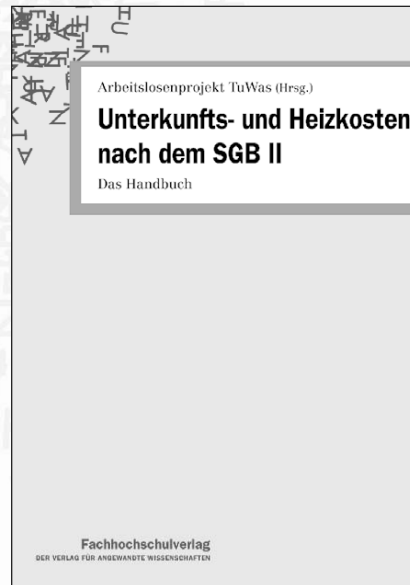 Arbeitslosenprojekt TuWas (Hrsg.)
Unterkunfts- und Heizkosten
nach dem SGB II
Das Handbuch
Fachhochschulverlag
DER VERLAG FÜR ANGEWANDTE WISSENSCHAFTEN